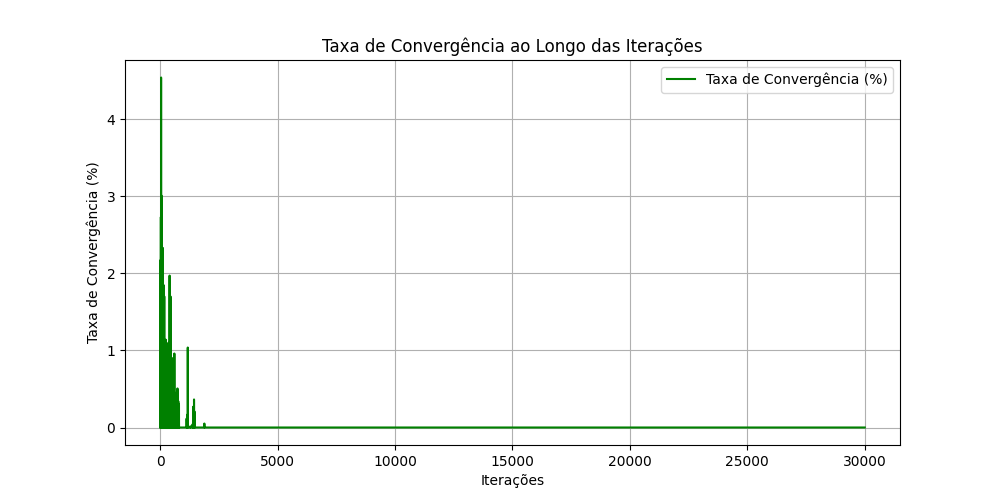 Taxa de Convergência ao Longo das Iterações
Taxa de Convergência (%)
Taxa de Convergência (%)
4
3
2
1
0
0 5000 10000 15000 20000 25000 30000
Iterações